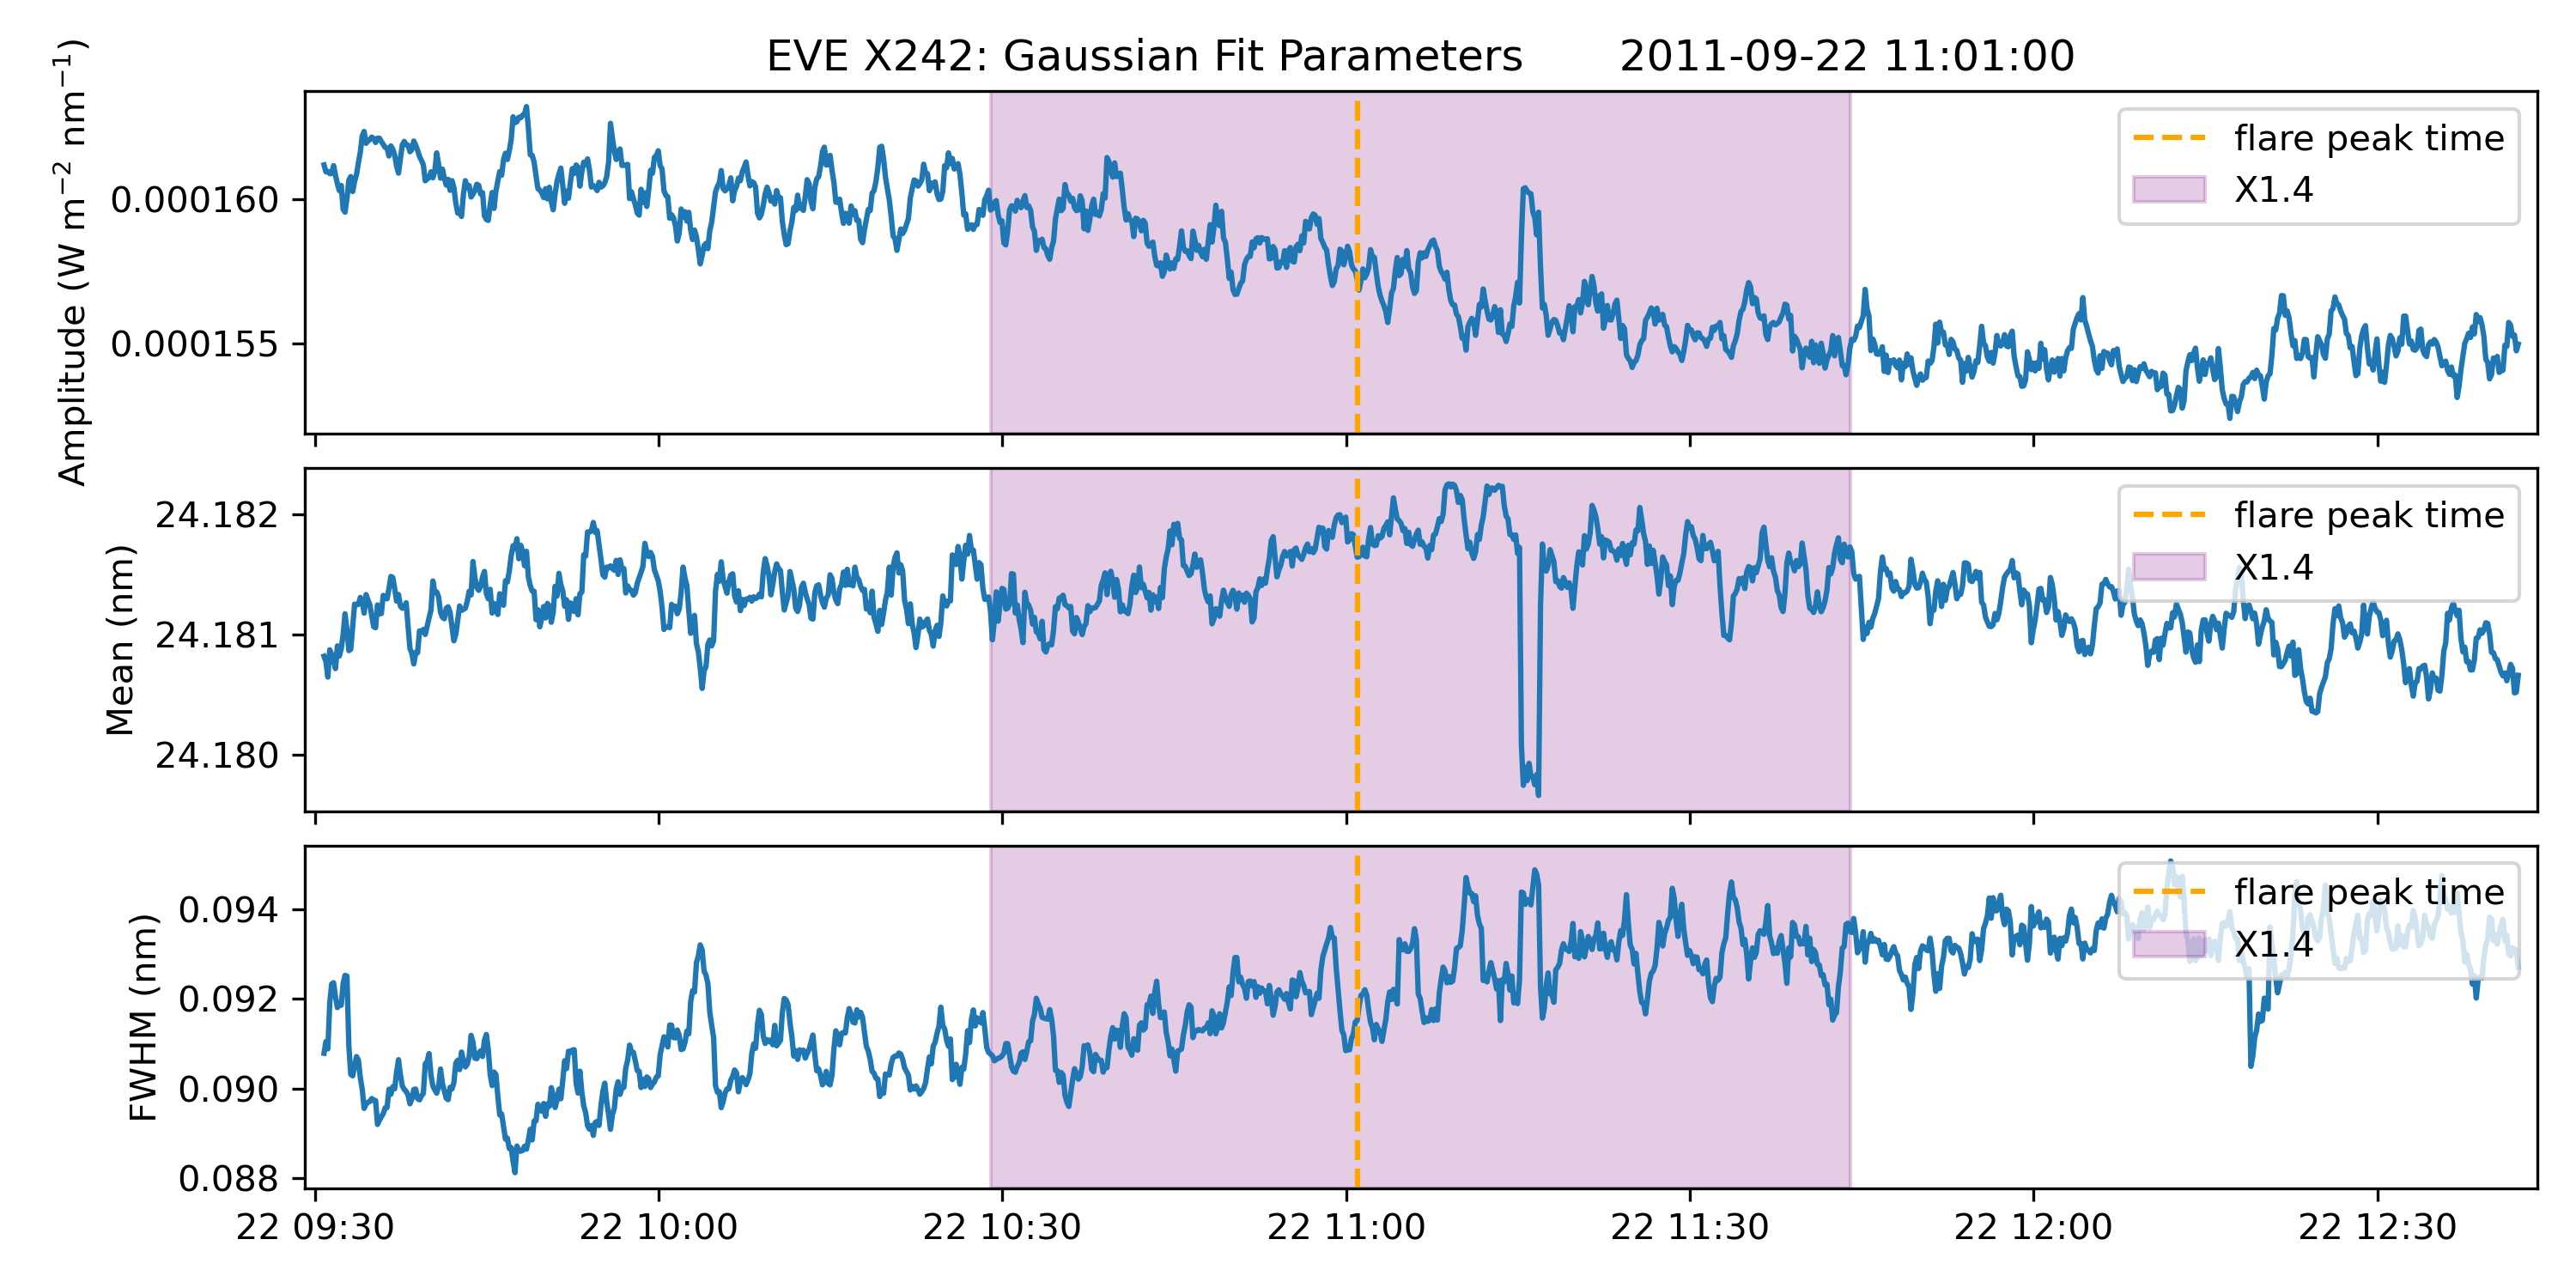 EVE X242: Gaussian Fit Parameters 2011-09-22 11:01:00
Amplitude (W m⁻² nm⁻¹)
0.000160
0.000155
flare peak time
X1.4
Mean (nm)
24.182
24.181
24.180
flare peak time
X1.4
FWHM (nm)
0.094
0.092
0.090
0.088
flare peak time
X1.4
22 09:30 22 10:00 22 10:30 22 11:00 22 11:30 22 12:00 22 12:30